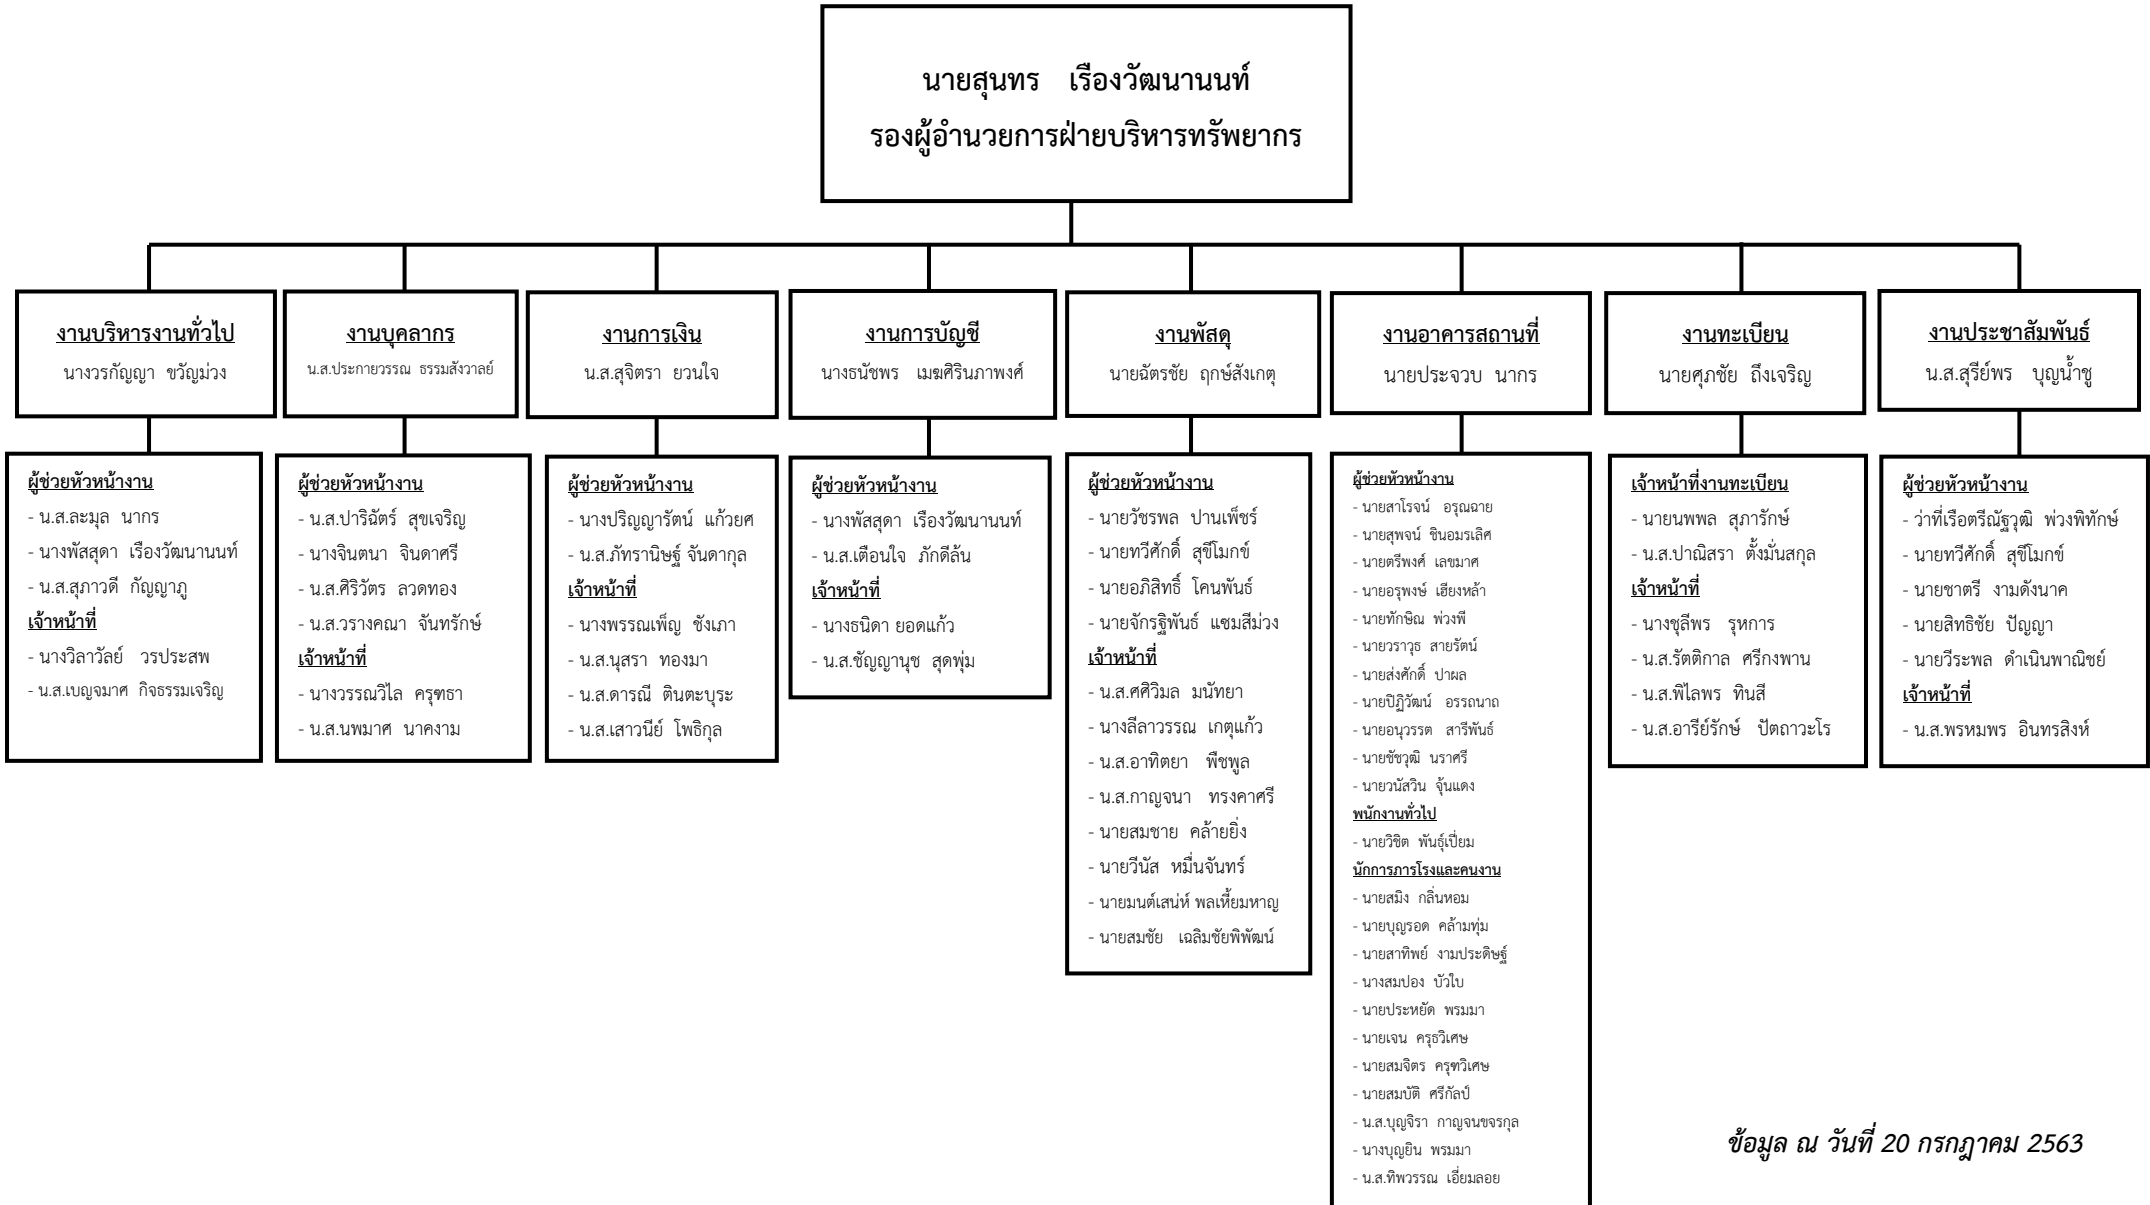 นายสุนทร เรืองวัฒนานนท์
รองผู้อำนวยการฝ่ายบริหารทรัพยากร
งานบริหารงานทั่วไป
นางวรกัญญา ขวัญม่วง
งานบุคลากร
น.ส.ประกายวรรณ ธรรมสังวาลย์
งานการเงิน
น.ส.สุจิตรา ยวนใจ
งานการบัญชี
นางธนัชพร เมฆศิรินภาพงศ์
งานพัสดุ
นายฉัตรชัย ฤกษ์สังเกตุ
งานอาคารสถานที่
นายประจวบ นากร
งานทะเบียน
นายศุภชัย ถึงเจริญ
งานประชาสัมพันธ์
น.ส.สุรีย์พร บุญน้ำชู
ผู้ช่วยหัวหน้างาน
- น.ส.ละมุล นากร
- นางพัสสุดา เรืองวัฒนานนท์
- น.ส.สุภาวดี กัญญาภู
เจ้าหน้าที่
- นางวิลาวัลย์ วรประสพ
- น.ส.เบญจมาศ กิจธรรมเจริญ
ผู้ช่วยหัวหน้างาน
- น.ส.ปาริฉัตร์ สุขเจริญ
- นางจินตนา จินดาศรี
- น.ส.ศิริวัตร ลวดทอง
- น.ส.วรางคณา จันทรักษ์
เจ้าหน้าที่
- นางวรรณวิไล ครุฑธา
- น.ส.นพมาศ นาคงาม
ผู้ช่วยหัวหน้างาน
- นางปริญญารัตน์ แก้วยศ
- น.ส.ภัทรานิษฐ์ จันดากุล
เจ้าหน้าที่
- นางพรรณเพ็ญ ชังเภา
- น.ส.นุสรา ทองมา
- น.ส.ดารณี ตินตะบุระ
- น.ส.เสาวนีย์ โพธิกุล
ผู้ช่วยหัวหน้างาน
- นางพัสสุดา เรืองวัฒนานนท์
- น.ส.เตือนใจ ภักดีล้น
เจ้าหน้าที่
- นางธนิดา ยอดแก้ว
- น.ส.ชัญญานุช สุดพุ่ม
ผู้ช่วยหัวหน้างาน
- นายวัชรพล ปานเพ็ชร์
- นายทวีศักดิ์ สุขีโมกข์
- นายอภิสิทธิ์ โคนพันธ์
- นายจักรฐิพันธ์ แซมสีม่วง
เจ้าหน้าที่
- น.ส.ศศิวิมล มนัทยา
- นางลีลาวรรณ เกตุแก้ว
- น.ส.อาทิตยา พืชพูล
- น.ส.กาญจนา ทรงคาศรี
- นายสมชาย คล้ายยิ่ง
- นายวีนัส หมื่นจันทร์
- นายมนต์เสน่ห์ พลเหี้ยมหาญ
- นายสมชัย เฉลิมชัยพิพัฒน์
ผู้ช่วยหัวหน้างาน
- นายสาโรจน์ อรุณฉาย
- นายสุพจน์ ชินอมรเลิศ
- นายตรีพงศ์ เลขมาศ
- นายอรุพงษ์ เฮียงหล้า
- นายทักษิณ พ่วงพี
- นายวราวุธ สายรัตน์
- นายส่งศักดิ์ ปาผล
- นายปิฏิวัฒน์ อรรถนาถ
- นายอนุวรรต สารีพันธ์
- นายชัชวุฒิ นราศรี
- นายวนัสวิน จุ้นแดง
พนักงานทั่วไป
- นายวิชิต พันธุ์เปี่ยม
นักการภารโรงและคนงาน
- นายสมิง กลิ่นหอม
- นายบุญรอด คล้ามทุ่ม
- นายสาทิพย์ งามประดิษฐ์
- นางสมปอง บัวใบ
- นายประหยัด พรมมา
- นายเจน ครุธวิเศษ
- นายสมจิตร ครุฑวิเศษ
- นายสมบัติ ศรีกัลป์
- น.ส.บุญจิรา กาญจนขจรกุล
- นางบุญยิน พรมมา
- น.ส.ทิพวรรณ เอี่ยมลอย
เจ้าหน้าที่งานทะเบียน
- นายนพพล สุภารักษ์
- น.ส.ปาณิสรา ตั้งมั่นสกุล
เจ้าหน้าที่
- นางชุลีพร รุหการ
- น.ส.รัตติกาล ศรีกงพาน
- น.ส.พิไลพร ทินสี
- น.ส.อารีย์รักษ์ ปัตถาวะโร
ผู้ช่วยหัวหน้างาน
- ว่าที่เรือตรีณัฐวุฒิ พ่วงพิทักษ์
- นายทวีศักดิ์ สุขีโมกข์
- นายชาตรี งามดังนาค
- นายสิทธิชัย ปัญญา
- นายวีระพล ดำเนินพาณิชย์
เจ้าหน้าที่
- น.ส.พรหมพร อินทรสิงห์
ข้อมูล ณ วันที่ 20 กรกฎาคม 2563